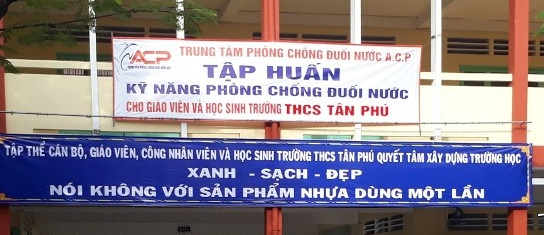 ACP
TRUNG TÂM PHÒNG CHỐNG ĐUỐI NƯỚC A.C.P
TẬP HUẤN
KỸ NĂNG PHÒNG CHỐNG ĐUỐI NƯỚC
CHO GIÁO VIÊN VÀ HỌC SINH TRƯỜNG THCS TÂN PHÚ
TẬP THỂ CÁN BỘ, GIÁO VIÊN, CÔNG NHÂN VIÊN VÀ HỌC SINH TRƯỜNG THCS TÂN PHÚ QUYẾT TÂM XÂY DỰNG TRƯỜNG HỌC
XANH - SẠCH - ĐẸP
NÓI KHÔNG VỚI SẢN PHẨM NHỰA DÙNG MỘT LẦN